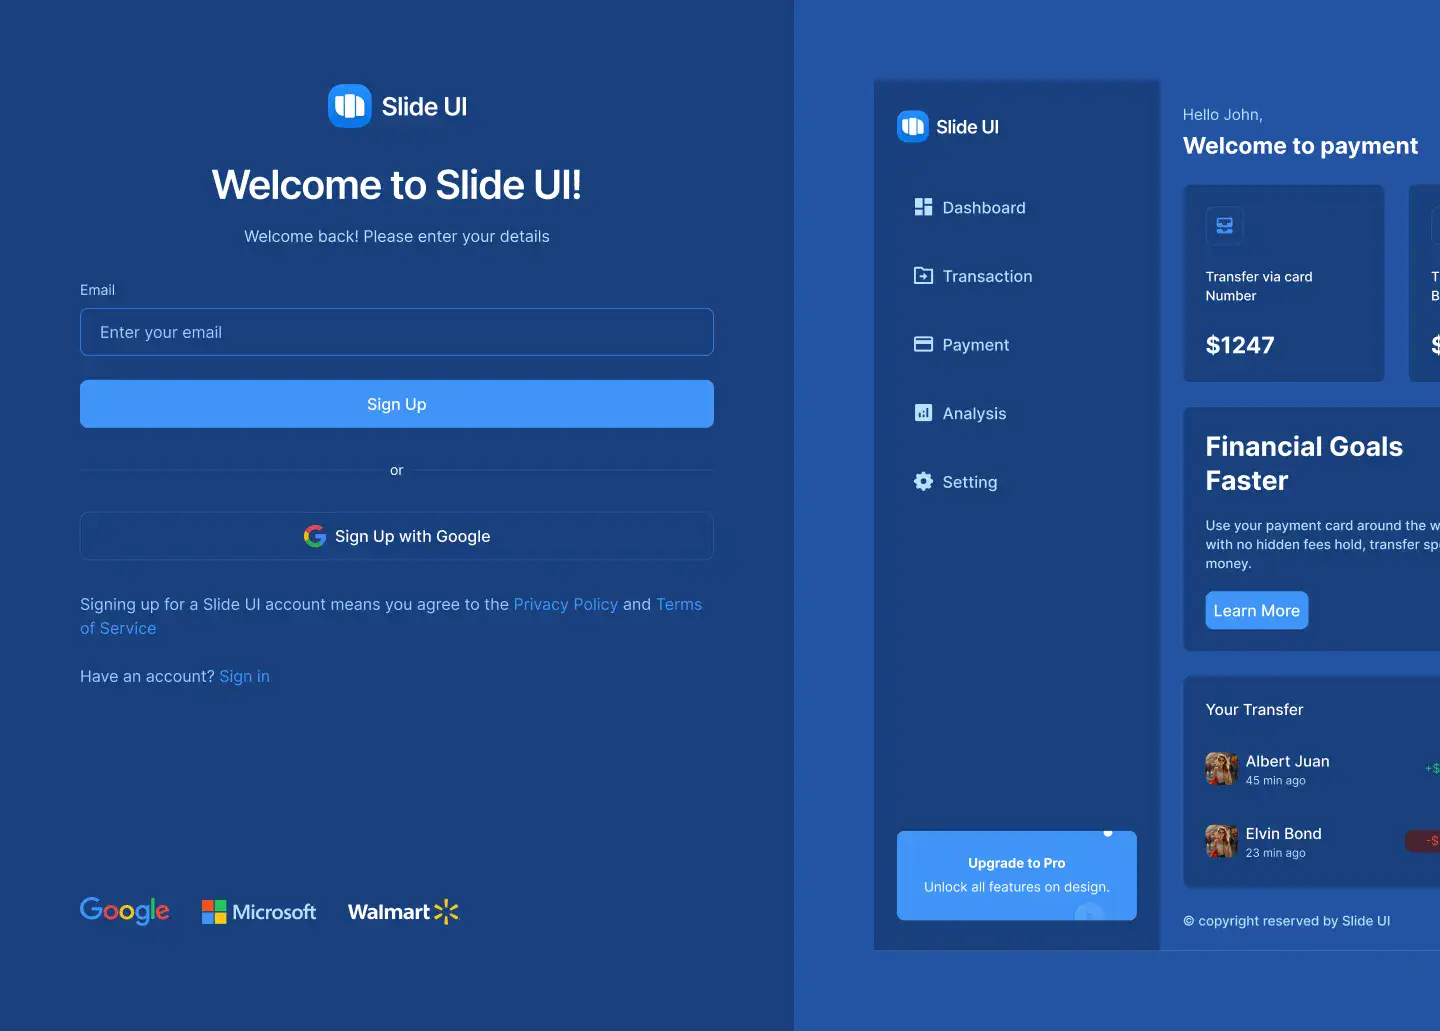 Slide UI
Welcome to Slide UI!
Welcome back! Please enter your details
Email
Enter your email
Sign Up
or
Sign Up with Google
Signing up for a Slide UI account means you agree to the Privacy Policy and Terms
of Service
Have an account? Sign in
Google
Microsoft
Walmart
Slide UI
Dashboard
Transaction
Payment
Analysis
Setting
Upgrade to Pro
Unlock all features on design.
Hello John,
Welcome to payment
Transfer via card
Number
$1247
Financial Goals
Faster
Use your payment card around the
with no hidden fees hold, transfer
money.
Learn More
Your Transfer
Albert Juan
45 min ago
+$
Elvin Bond
23 min ago
-$
© copyright reserved by Slide UI